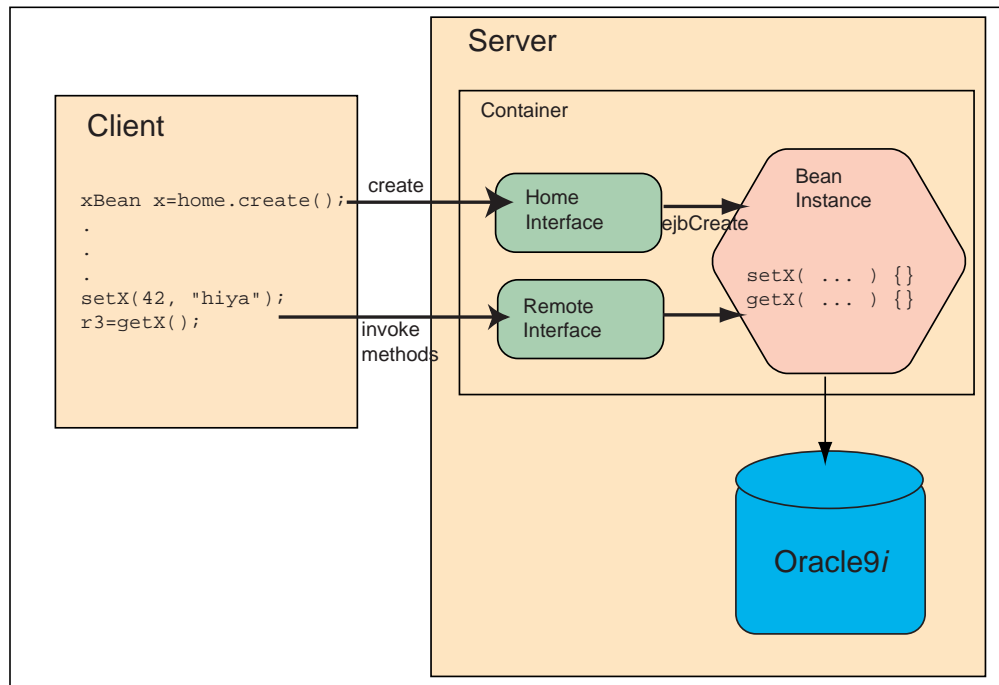 Server
Container
Client
xBean x=home.create();
.
.
.
setX(42, "hiya");
r3=getX();
create
invoke
methods
Home
Interface
ejbCreate
Remote
Interface
Bean
Instance
setX( ... ) {}
getX( ... ) {}
Oracle9i